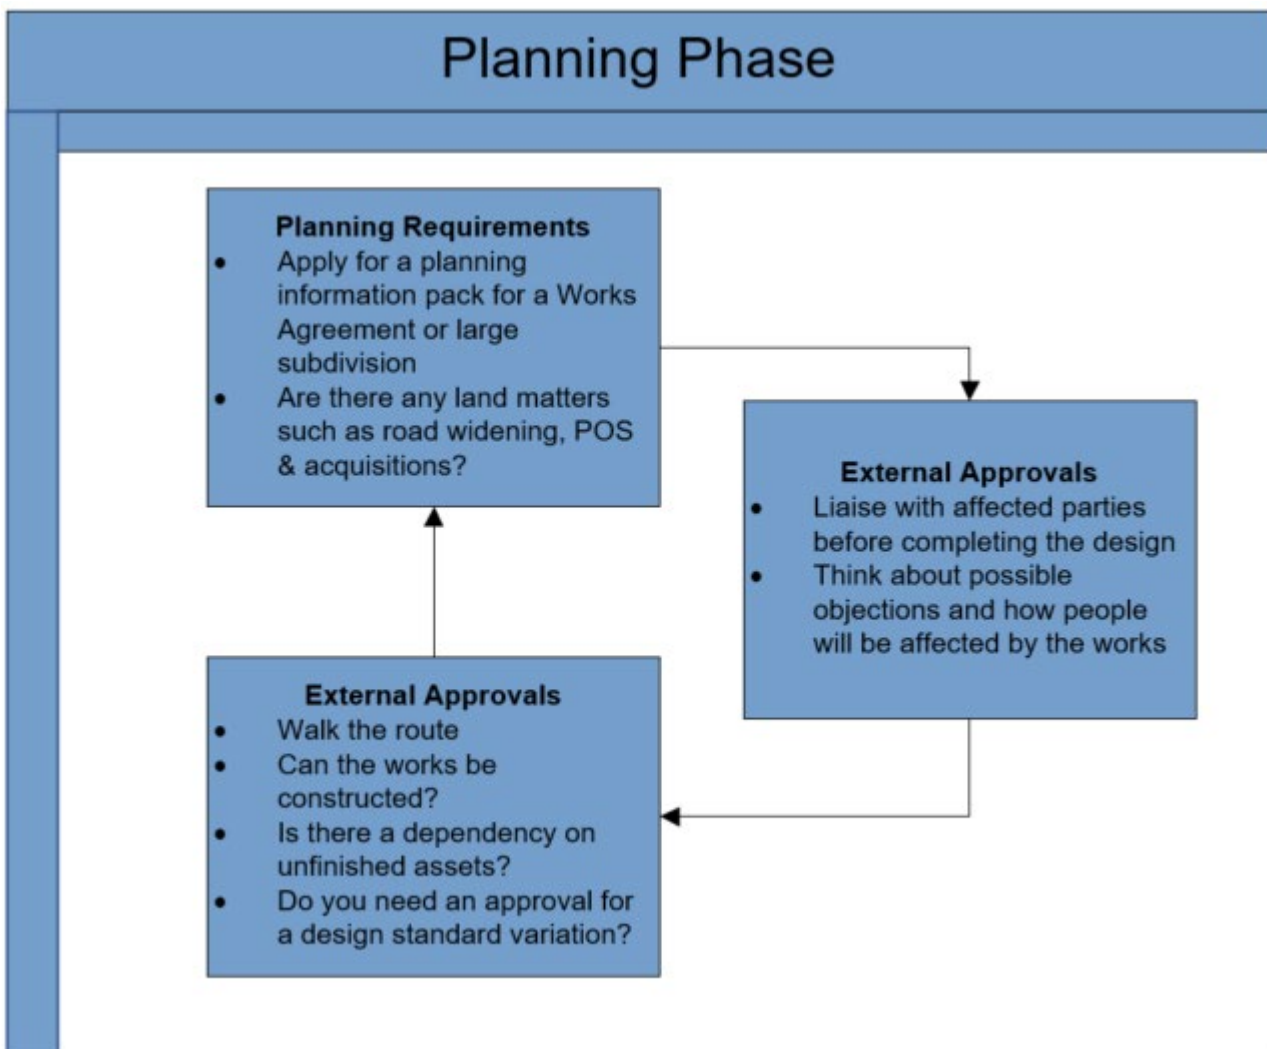 Planning Phase
Planning Requirements
• Apply for a planning
information pack for a Works
Agreement or large
subdivision
• Are there any land matters
such as road widening, POS
& acquisitions?
External Approvals
• Liaise with affected parties
before completing the design
• Think about possible
objections and how people
will be affected by the works
External Approvals
• Walk the route
• Can the works be
constructed?
• Is there a dependency on
unfinished assets?
• Do you need an approval for
a design standard variation?